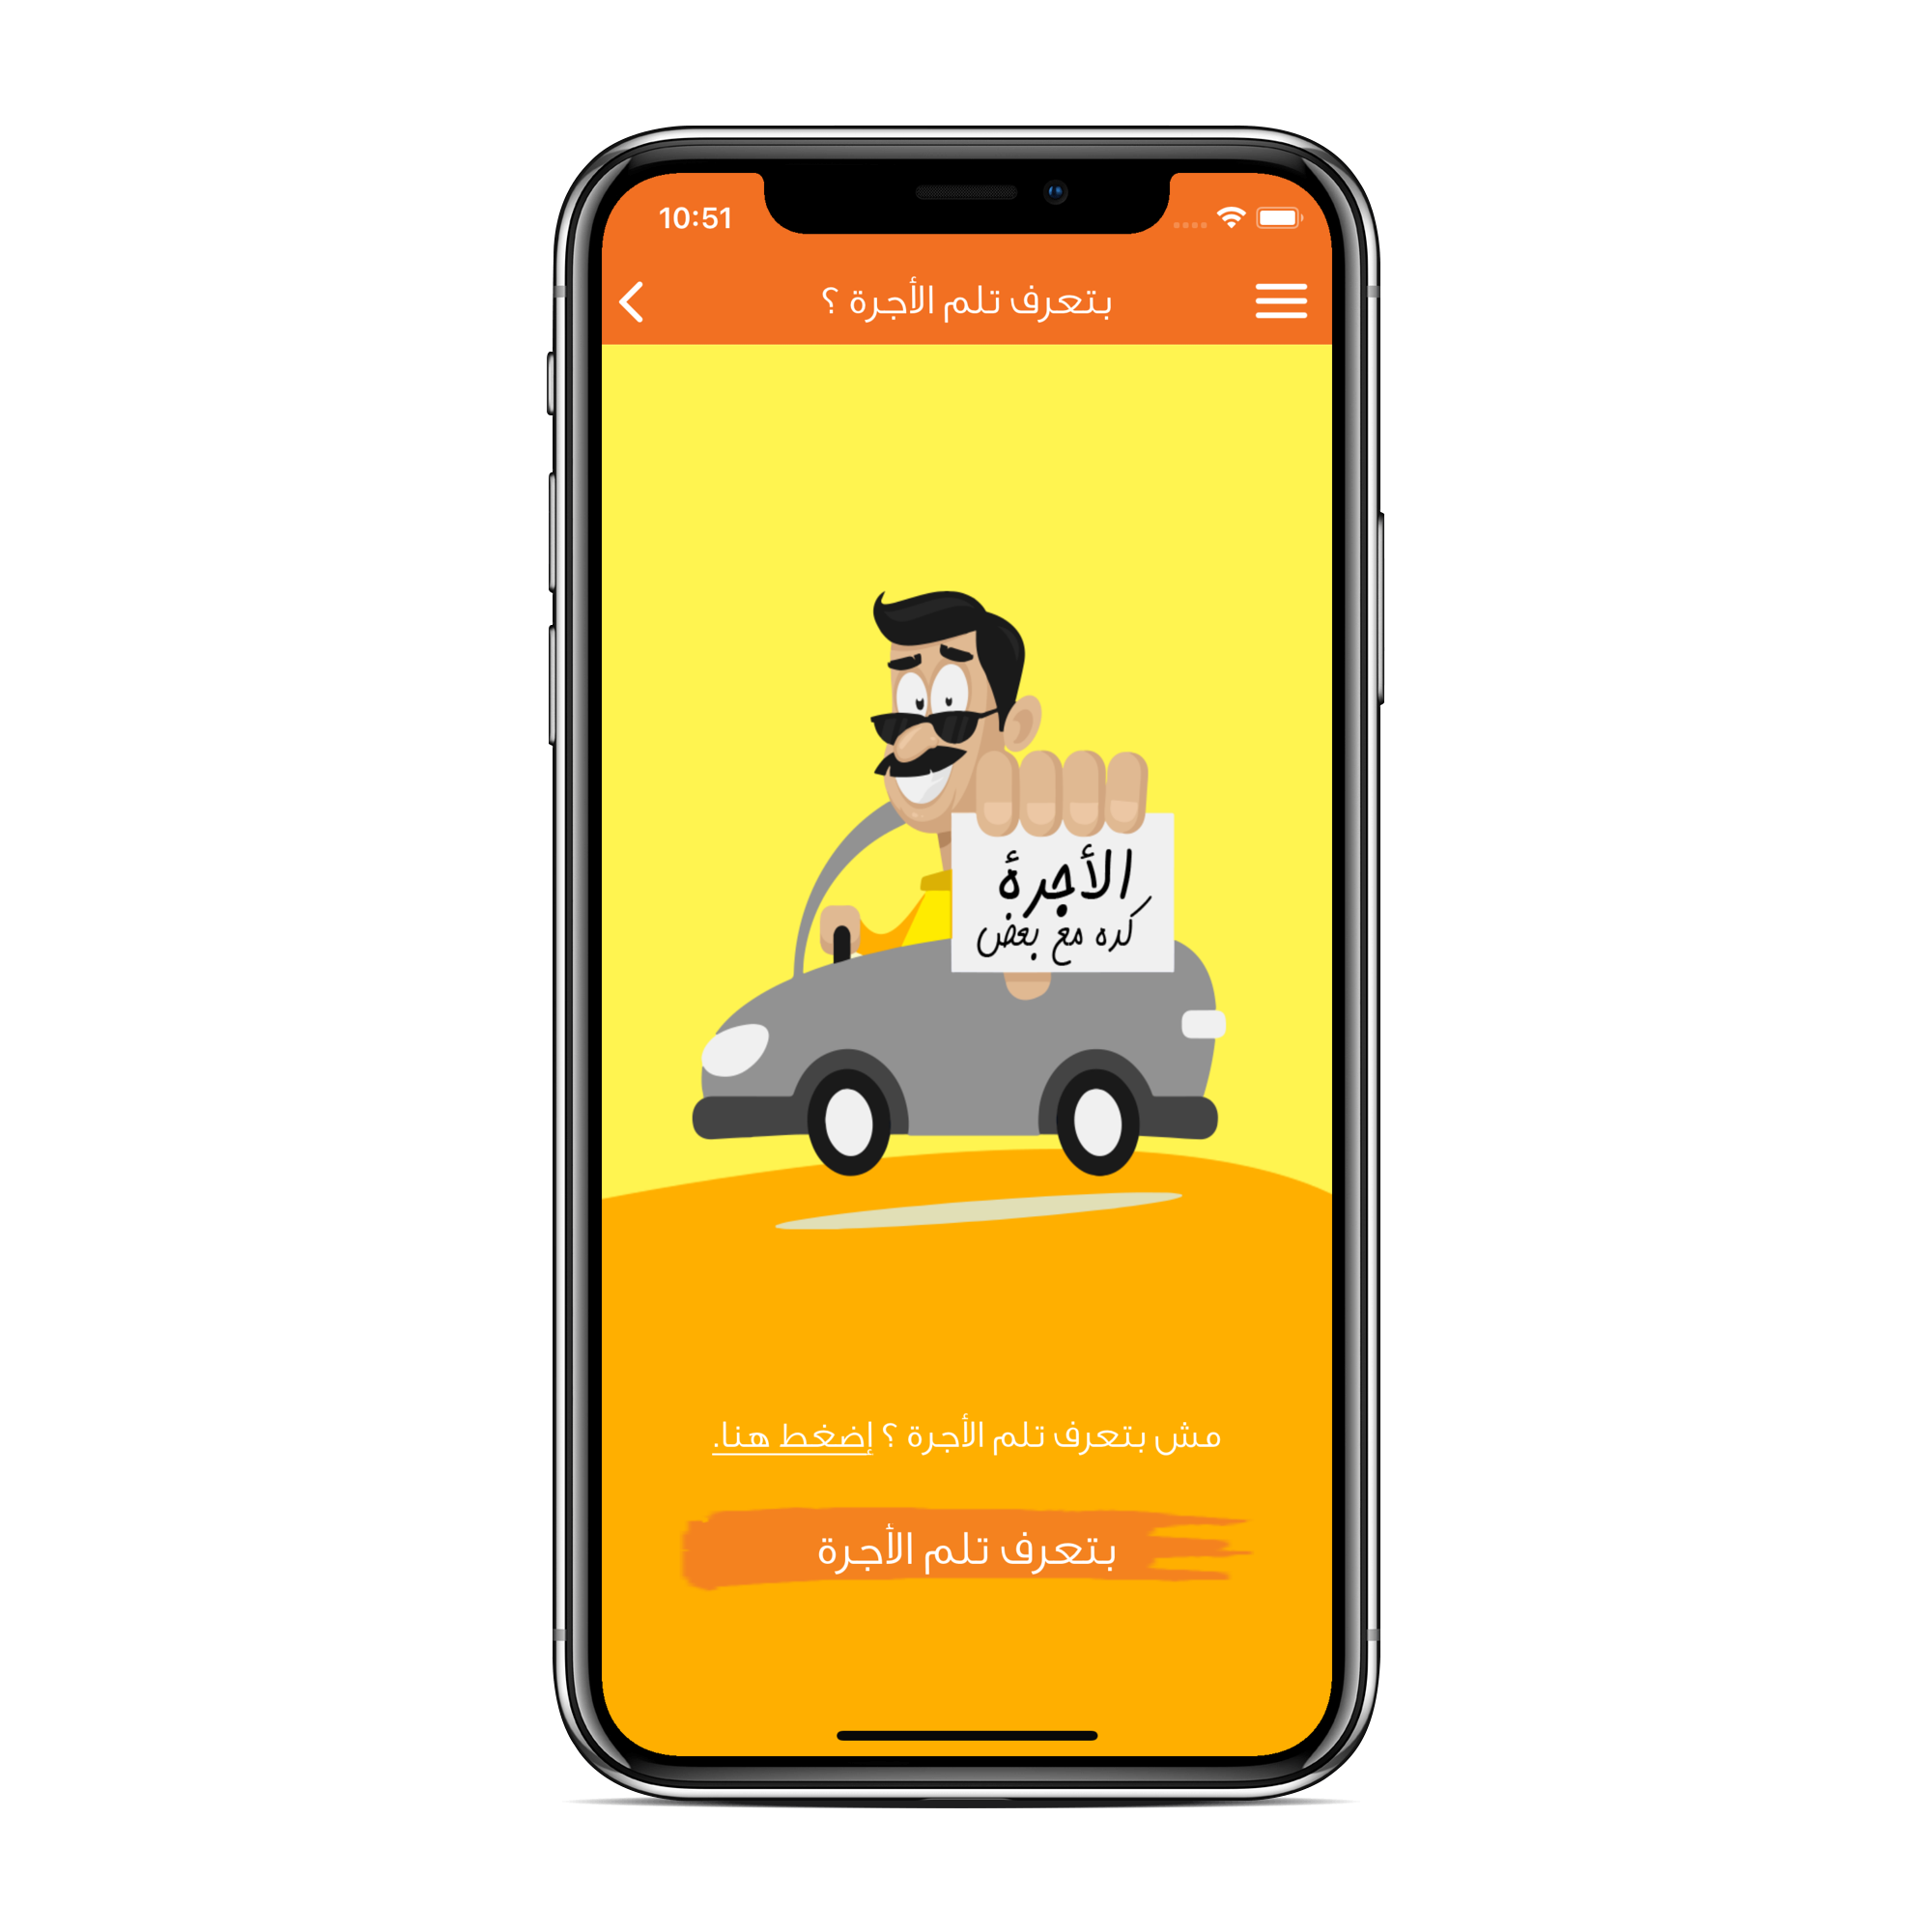 10:51
بتعرف تلم الأجرة ؟
الأجرة
كده مع بعض
مش بتعرف تلم الأجرة ؟ إضغط هنا.
بتعرف تلم الأجرة